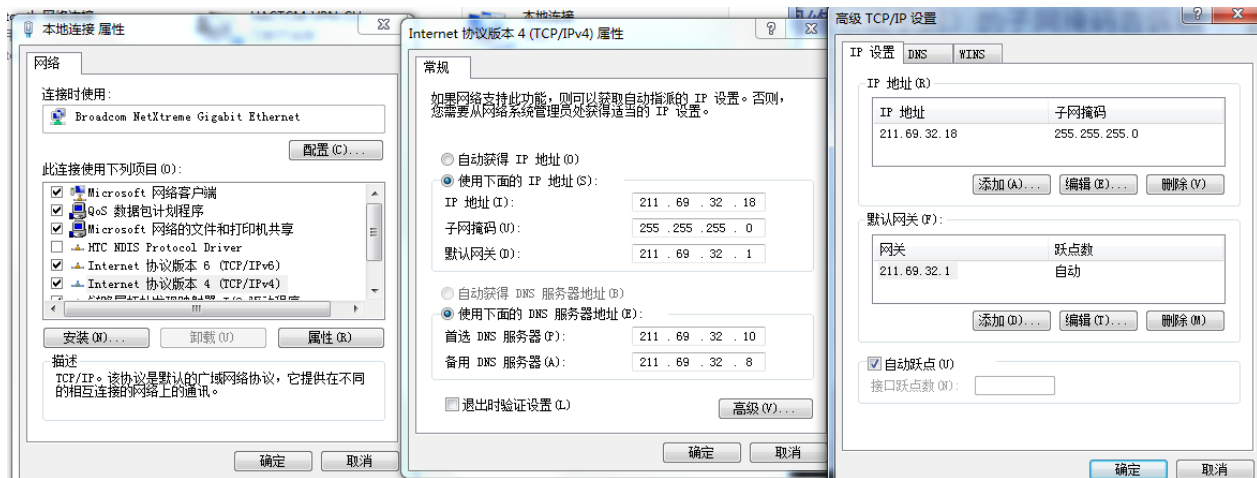 本地连接 属性
网络
连接时使用:
Broadcom NetXtreme Gigabit Ethernet
配置(C)...
此连接使用下列项目(O):
Microsoft 网络客户端
QoS 数据包计划程序
Microsoft 网络的文件和打印机共享
HTC NDIS Protocol Driver
Internet 协议版本 6 (TCP/IPv6)
Internet 协议版本 4 (TCP/IPv4)
安装(N)...
卸载(U)
属性(R)
描述
TCP/IP。该协议是默认的广域网络协议，它提供在不同
的相互连接的网络上的通讯。
确定
取消
本地连接
Internet 协议版本 4 (TCP/IPv4) 属性
常规
如果网络支持此功能，则可以获取自动指派的 IP 设置。否则，
您需要从网络系统管理员处获得适当的 IP 设置。
自动获得 IP 地址(O)
使用下面的 IP 地址(S):
IP 地址(I): 211 . 69 . 32 . 18
子网掩码(U): 255 .255 .255 . 0
默认网关(D): 211 . 69 . 32 . 1
自动获得 DNS 服务器地址(B)
使用下面的 DNS 服务器地址(E):
首选 DNS 服务器(P): 211 . 69 . 32 . 10
备用 DNS 服务器(A): 211 . 69 . 32 . 8
退出时验证设置(L)
高级(V)...
确定
取消
高级 TCP/IP 设置
的子网掩码
IP 设置 DNS WINS
IP 地址(R)
IP 地址 子网掩码
211.69.32.18 255.255.255.0
添加(A)... 编辑(E)... 删除(V)
默认网关(F):
网关 跃点数
211.69.32.1 自动
添加(D)... 编辑(T)... 删除(M)
自动跃点(U)
接口跃点数(N):
确定
取消